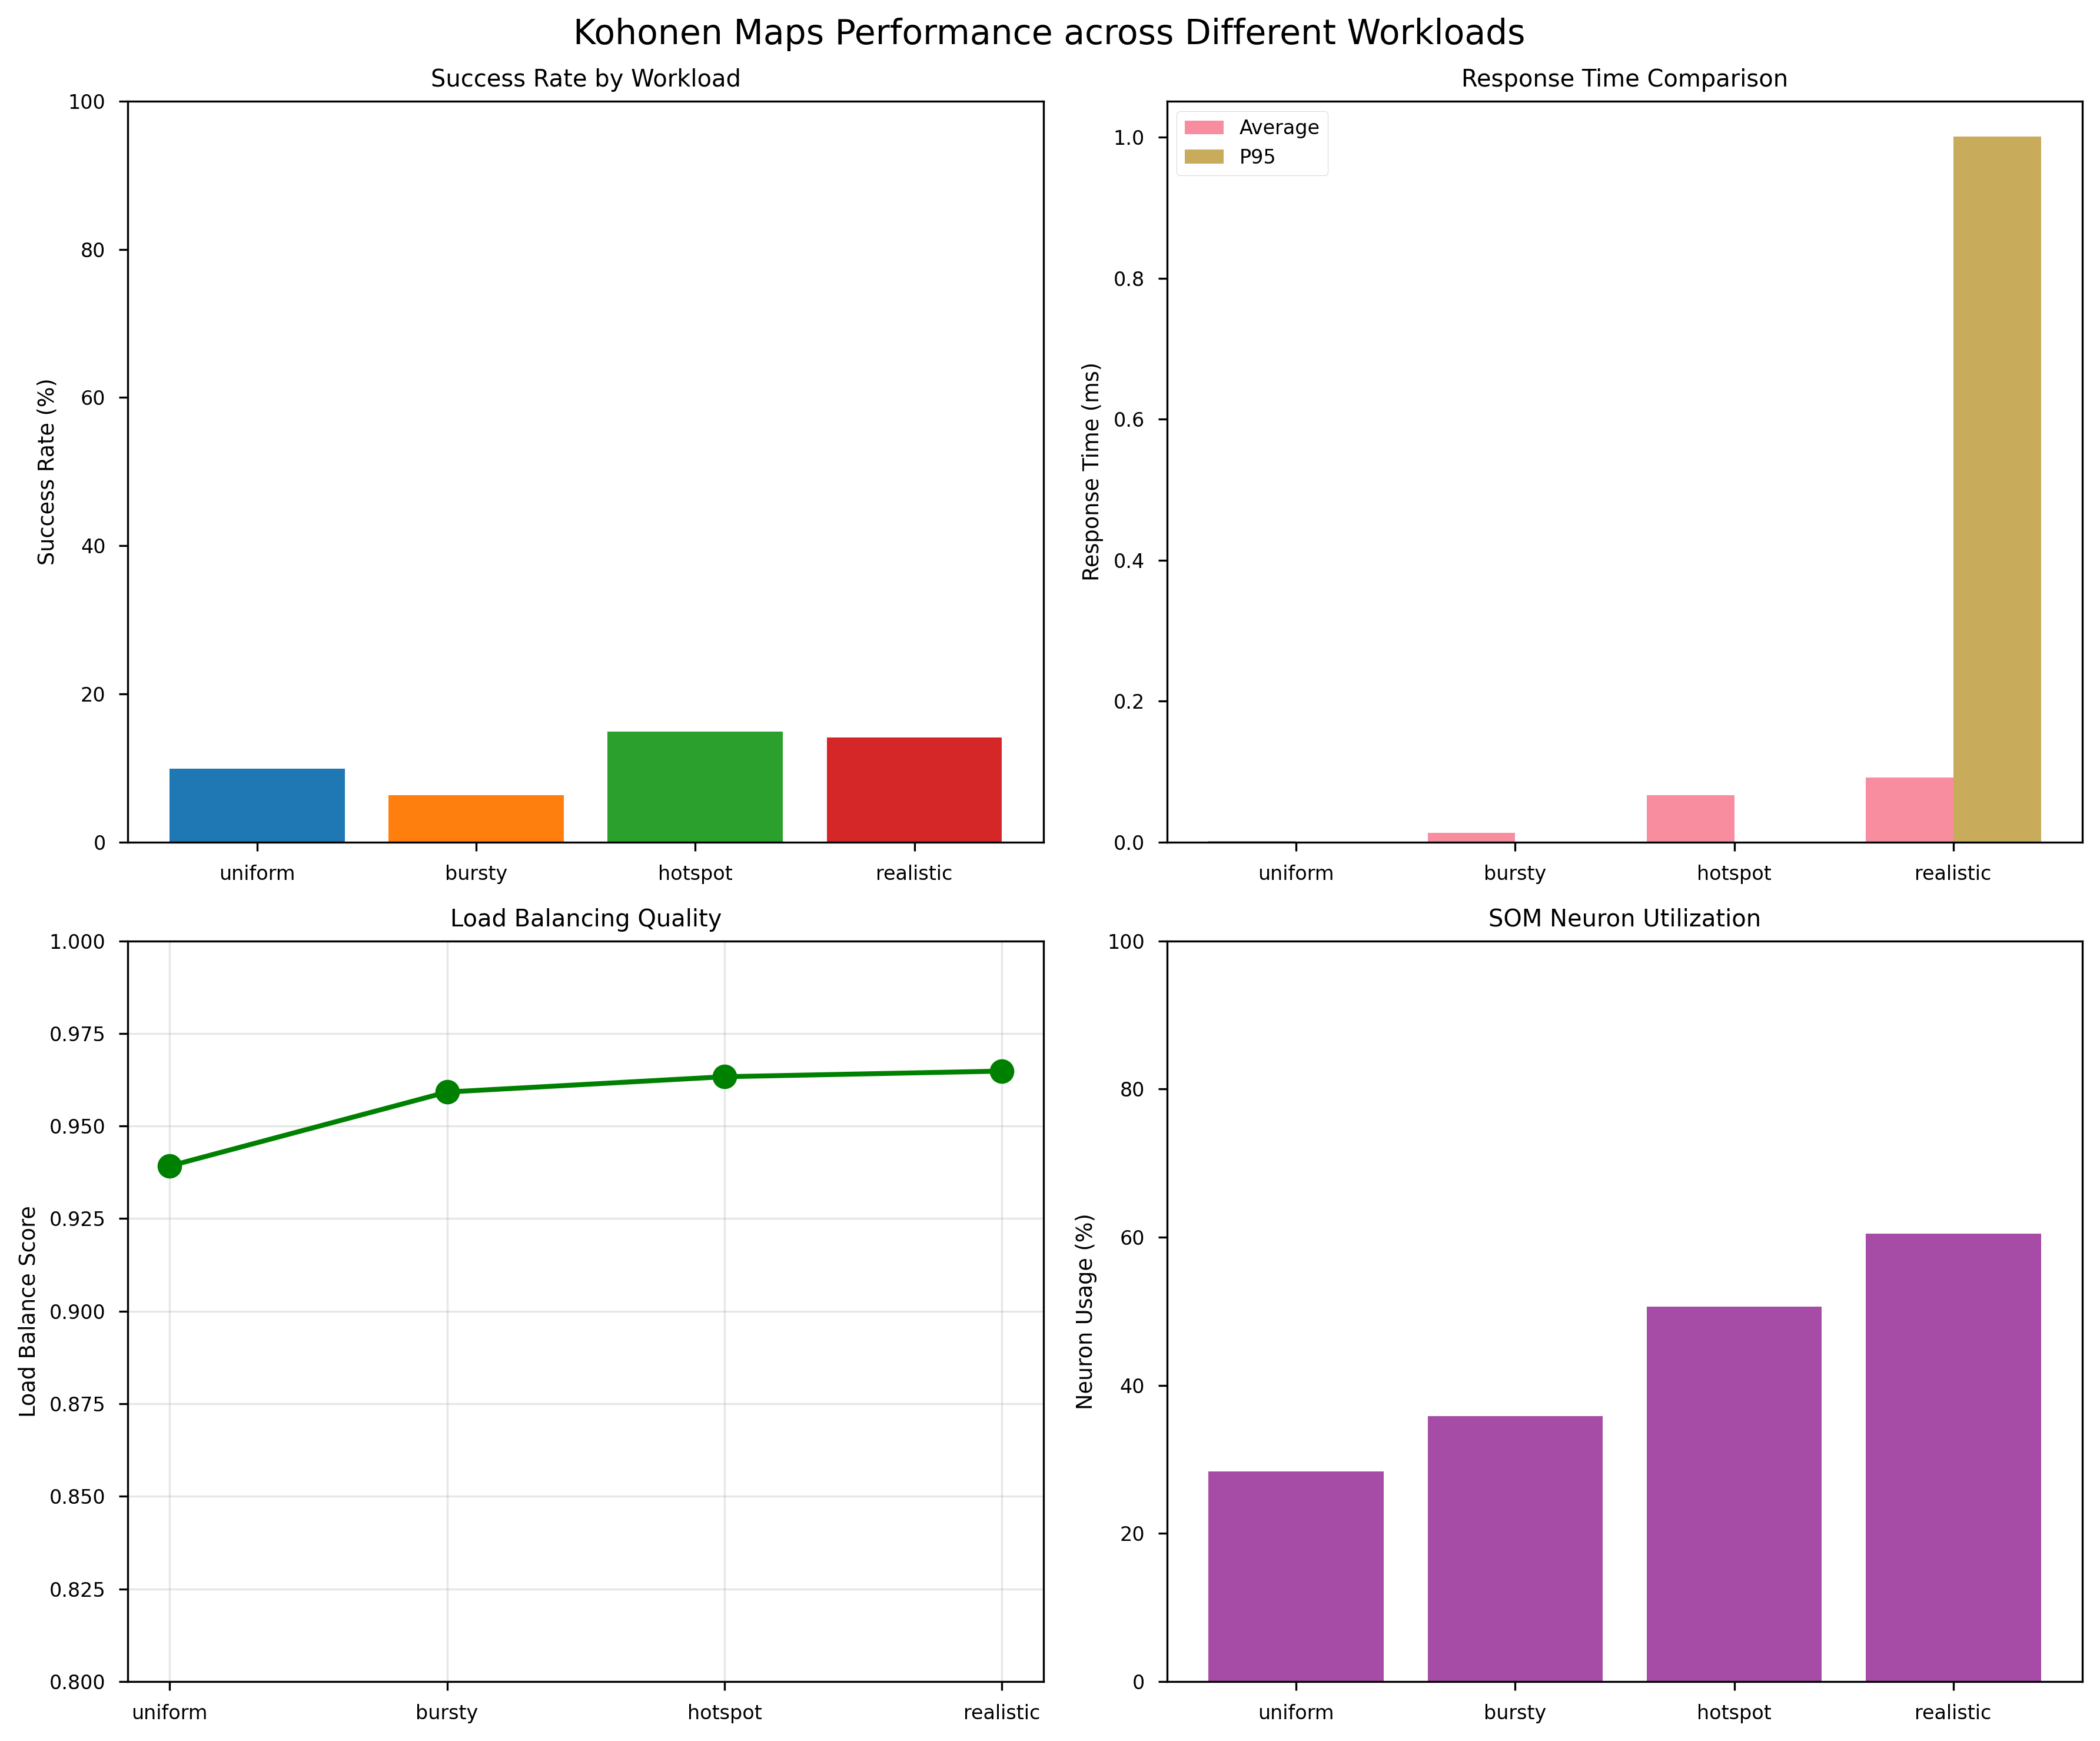 Kohonen Maps Performance across Different Workloads
Success Rate by Workload
Success Rate (%)
100
80
60
40
20
0
uniform bursty hotspot realistic
Response Time Comparison
Average
P95
Response Time (ms)
1.0
0.8
0.6
0.4
0.2
0.0
uniform bursty hotspot realistic
Load Balancing Quality
Load Balance Score
1.000
0.975
0.950
0.925
0.900
0.875
0.850
0.825
0.800
uniform bursty hotspot realistic
SOM Neuron Utilization
Neuron Usage (%)
100
80
60
40
20
0
uniform bursty hotspot realistic